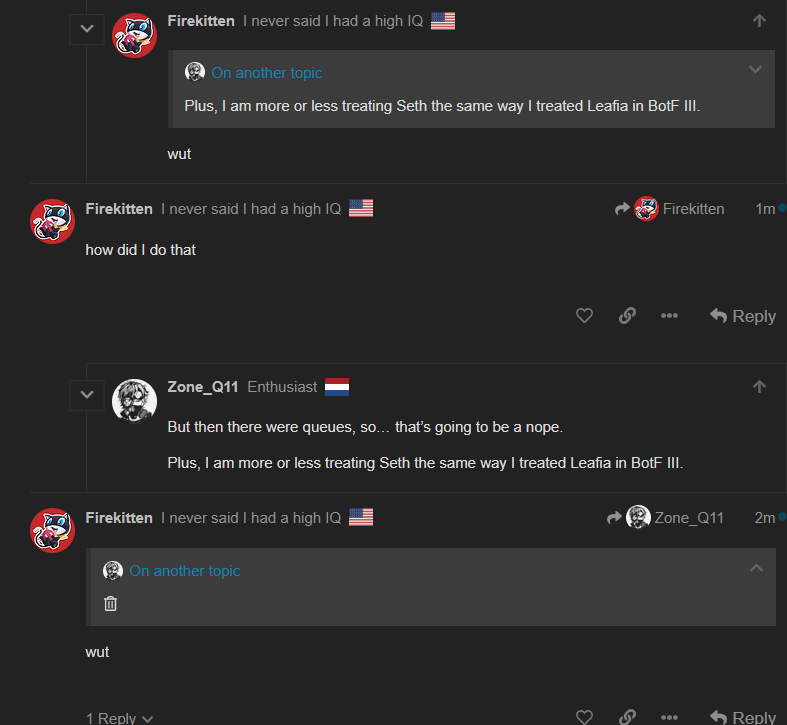 Firekitten I never said I had a high IQ
On another topic
Plus, I am more or less treating Seth the same way I treated Leafia in BotF III.
wut
Firekitten I never said I had a high IQ Firekitten 1m
how did I do that
Reply
Zone_Q11 Enthusiast
But then there were queues, so… that's going to be a nope.
Plus, I am more or less treating Seth the same way I treated Leafia in BotF III.
Firekitten I never said I had a high IQ Zone_Q11 2m
On another topic
wut
1 Reply Reply